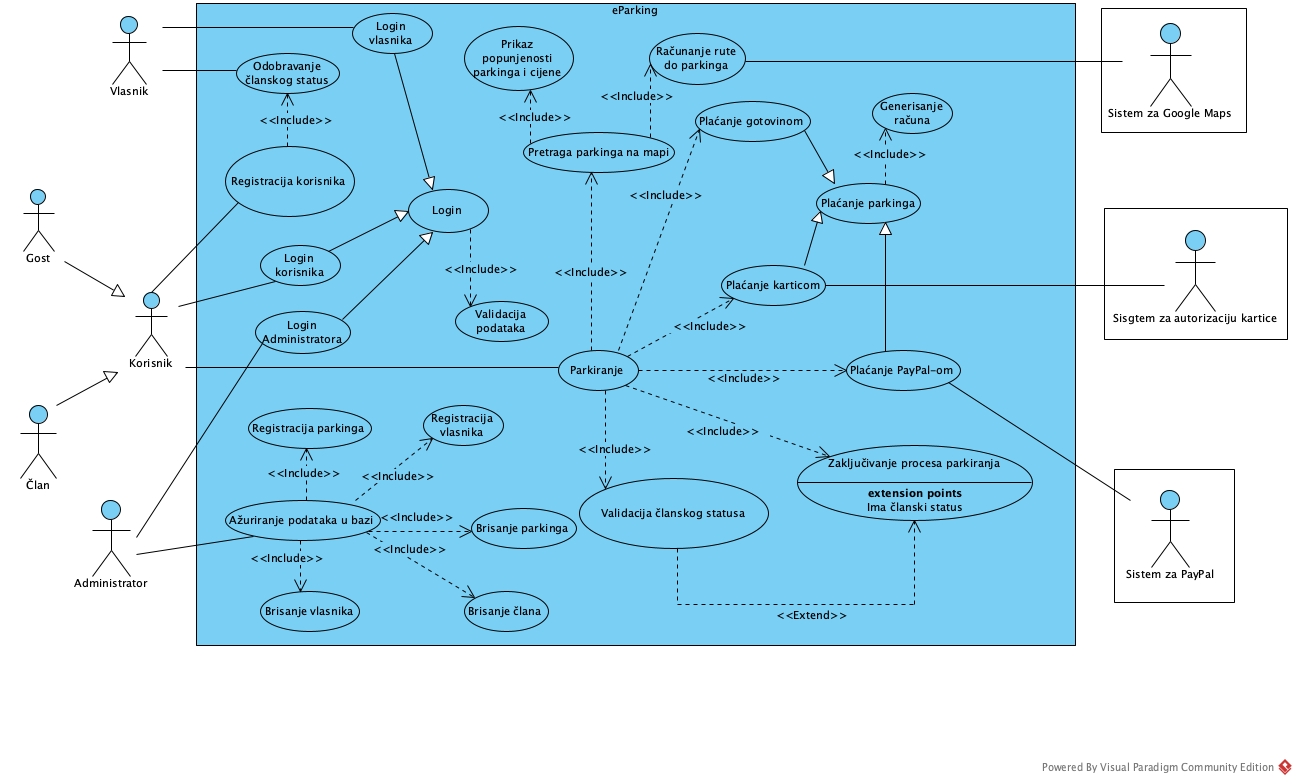 eParking
Vlasnik
Login
vlasnika
Odobravanje
članskog status
<<Include>>
Registracija korisnika
Prikaz
popunjenosti
parkinga i cijene
Računanje rute
do parkinga
<<Include>>
<<Include>>
Pretraga parkinga na mapi
Plaćanje gotovinom
Generisanje
računa
<<Include>>
Sistem za Google Maps
Gost
Login
Login
korisnika
<<Include>>
Validacija
podataka
<<Include>>
<<Include>>
Plaćanje parkinga
Plaćanje karticom
Sisgtem za autorizaciju kartice
Korisnik
Login
Administratora
<<Include>>
Parkiranje
<<Include>>
Plaćanje PayPal-om
Član
Registracija parkinga
Registracija
vlasnika
<<Include>>
<<Include>>
<<Include>>
<<Include>>
Zaključivanje procesa parkiranja
extension points
Ima članski status
Ažuriranje podataka u bazi
<<Include>>
Brisanje parkinga
Validacija članskog statusa
<<Include>>
<<Include>>
Administrator
Brisanje vlasnika
Brisanje člana
<<Extend>>
Sistem za PayPal
Powered By Visual Paradigm Community Edition